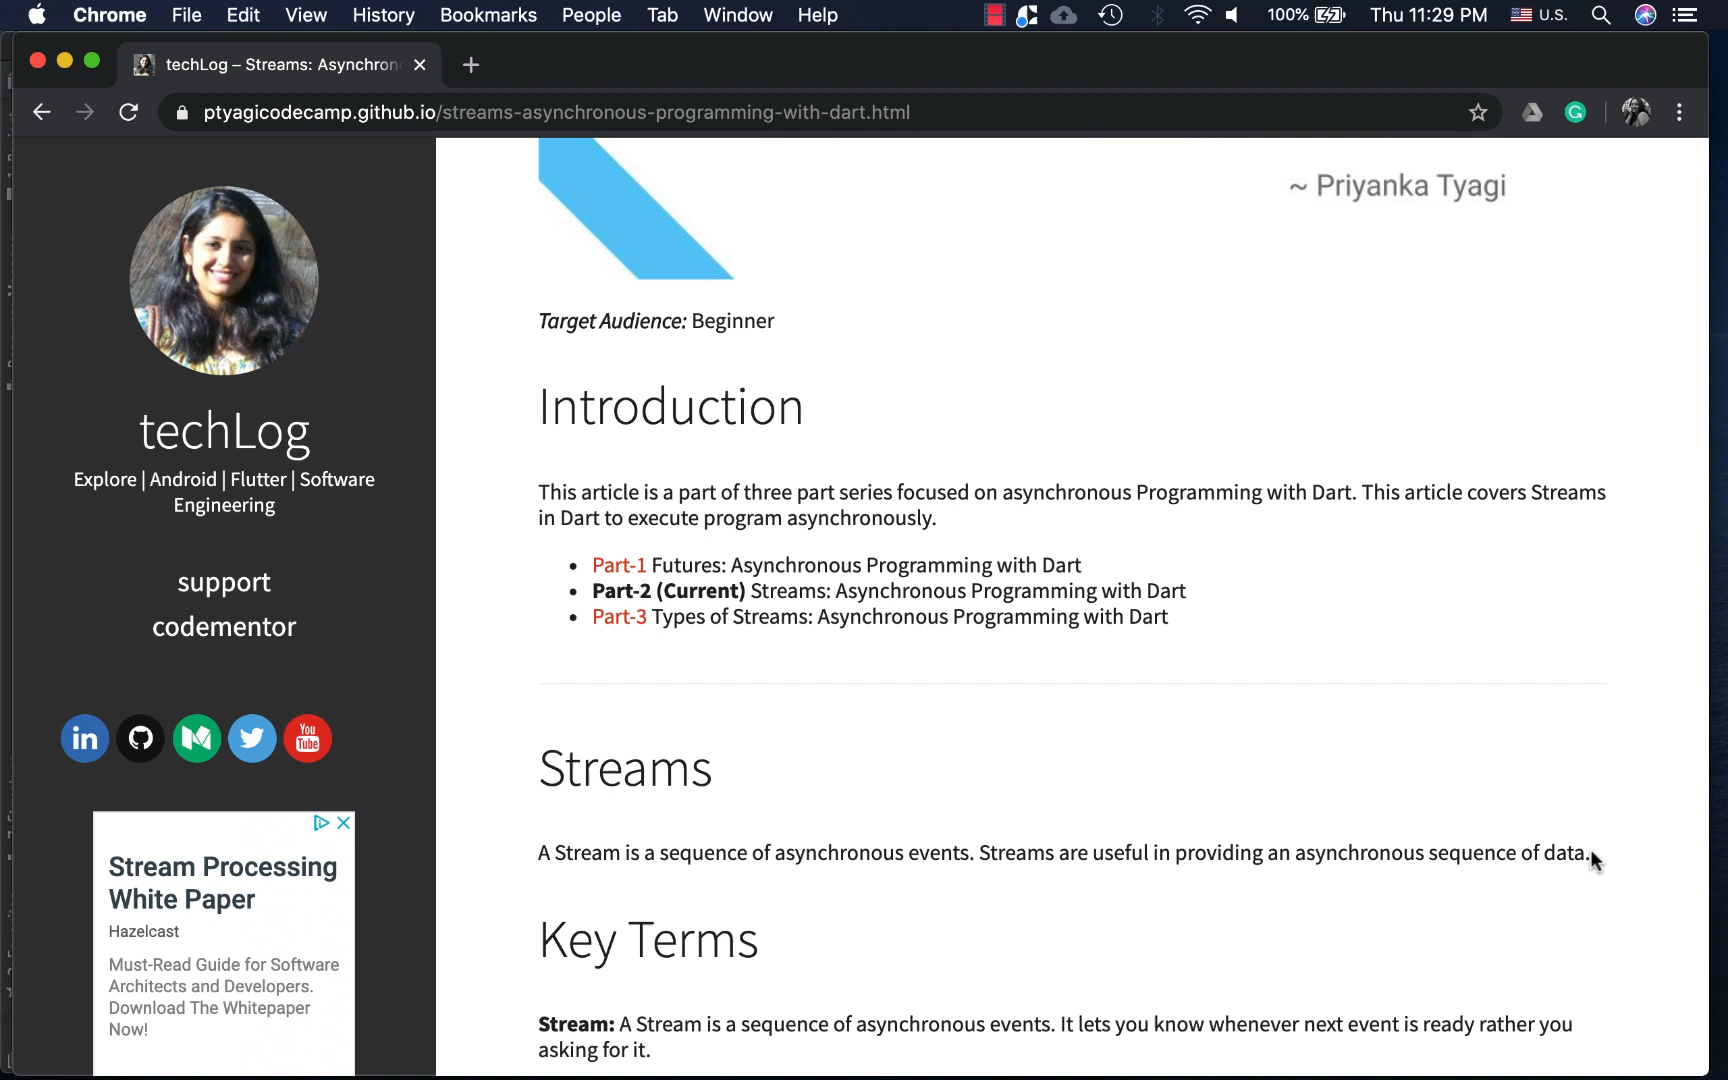 Chrome File Edit View History Bookmarks People Tab Window Help 100% Thu 11:29 PM U.S.
techLog – Streams: Asynchron
ptyagicodecamp.github.io/streams-asynchronous-programming-with-dart.html
~ Priyanka Tyagi
Target Audience: Beginner
Introduction
This article is a part of three part series focused on asynchronous Programming with Dart. This article covers Streams
in Dart to execute program asynchronously.
• Part-1 Futures: Asynchronous Programming with Dart
• Part-2 (Current) Streams: Asynchronous Programming with Dart
• Part-3 Types of Streams: Asynchronous Programming with Dart
Streams
A Stream is a sequence of asynchronous events. Streams are useful in providing an asynchronous sequence of data.
Key Terms
Stream: A Stream is a sequence of asynchronous events. It lets you know whenever next event is ready rather you
asking for it.
techLog
Explore | Android | Flutter | Software
Engineering
support
codementor
in
You
Tube
Stream Processing
White Paper
Hazelcast
Must-Read Guide for Software
Architects and Developers.
Download The Whitepaper
Now!